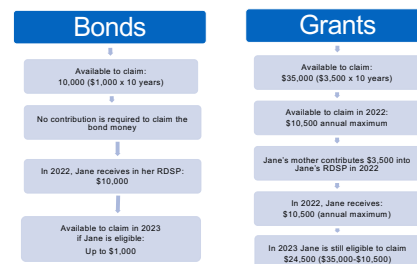 Bonds
Available to claim:
10,000 ($1,000 x 10 years)
No contribution is required to claim the
bond money
In 2022, Jane receives in her RDSP:
$10,000
Available to claim in 2023
if Jane is eligible:
Up to $1,000
Grants
Available to claim:
$35,000 ($3,500 x 10 years)
Available to claim in 2022:
$10,500 annual maximum
Jane's mother contributes $3,500 into
Jane's RDSP in 2022
In 2022, Jane receives:
$10,500 (annual maximum)
In 2023 Jane is still eligible to claim
$24,500 ($35,000-$10,500)